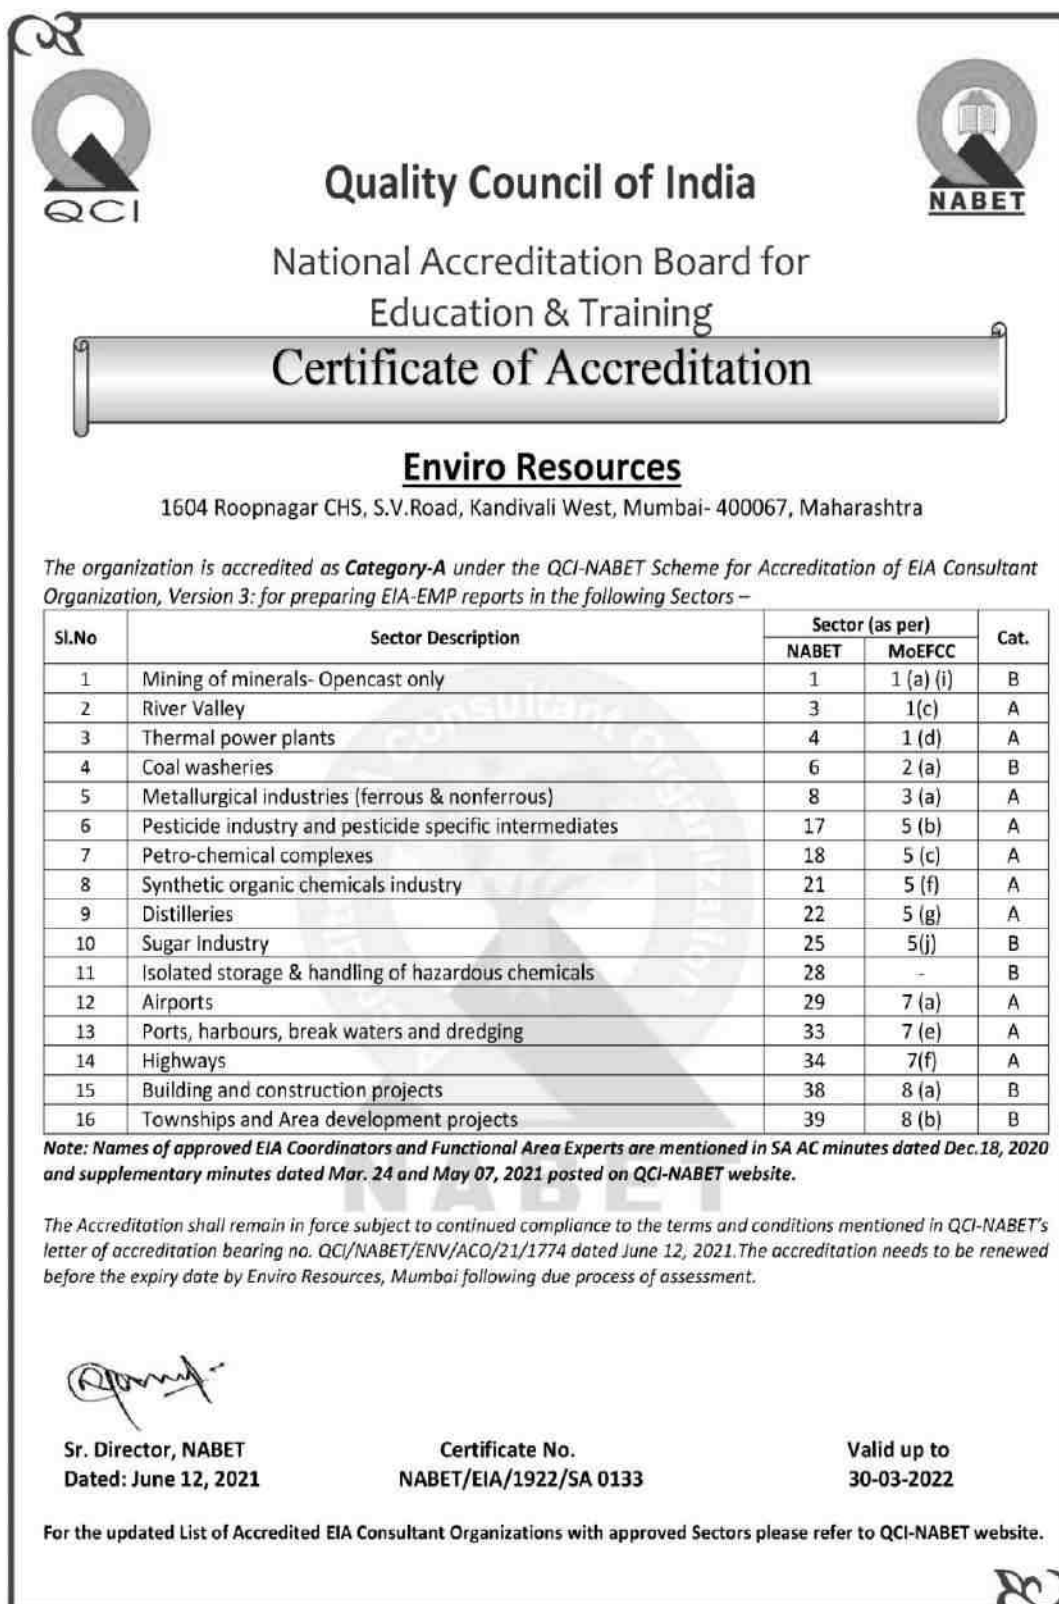 QCI
NABET
Quality Council of India
National Accreditation Board for
Education & Training
Certificate of Accreditation
Enviro Resources
1604 Roopnagar CHS, S.V.Road, Kandivali West, Mumbai- 400067, Maharashtra
The organization is accredited as Category-A under the QCI-NABET Scheme for Accreditation of EIA Consultant
Organization, Version 3: for preparing EIA-EMP reports in the following Sectors –
Sl.No Sector Description Sector (as per) Cat.
NABET MoEFCC
1 Mining of minerals- Opencast only 1 1 (a) (i) B
2 River Valley 3 1(c) A
3 Thermal power plants 4 1 (d) A
4 Coal washeries 6 2 (a) B
5 Metallurgical industries (ferrous & nonferrous) 8 3 (a) A
6 Pesticide industry and pesticide specific intermediates 17 5 (b) A
7 Petro-chemical complexes 18 5 (c) A
8 Synthetic organic chemicals industry 21 5 (f) A
9 Distilleries 22 5 (g) A
10 Sugar Industry 25 5(j) B
11 Isolated storage & handling of hazardous chemicals 28 - B
12 Airports 29 7 (a) A
13 Ports, harbours, break waters and dredging 33 7 (e) A
14 Highways 34 7(f) A
15 Building and construction projects 38 8 (a) B
16 Townships and Area development projects 39 8 (b) B
Note: Names of approved EIA Coordinators and Functional Area Experts are mentioned in SA AC minutes dated Dec.18, 2020
and supplementary minutes dated Mar. 24 and May 07, 2021 posted on QCI-NABET website.
NABET
The Accreditation shall remain in force subject to continued compliance to the terms and conditions mentioned in QCI-NABET's
letter of accreditation bearing no. QCI/NABET/ENV/ACO/21/1774 dated June 12, 2021.The accreditation needs to be renewed
before the expiry date by Enviro Resources, Mumbai following due process of assessment.
Sr. Director, NABET Certificate No. Valid up to
Dated: June 12, 2021 NABET/EIA/1922/SA 0133 30-03-2022
For the updated List of Accredited EIA Consultant Organizations with approved Sectors please refer to QCI-NABET website.